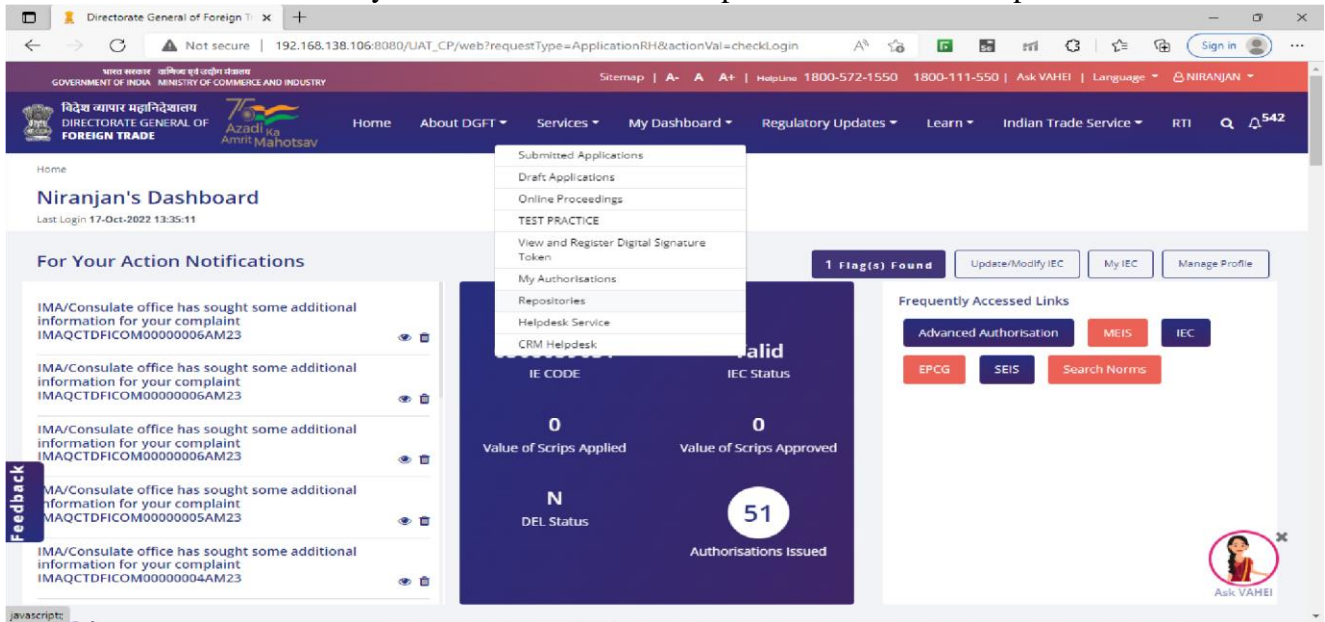 Directorate General of Foreign T
Not secure | 192.168.138.106:8080/UAT_CP/web?requestType=ApplicationRH&actionVal=checkLogin
Sign in
भारत सरकार वाणिज्य एवं उद्योग मंत्रालय
GOVERNMENT OF INDIA MINISTRY OF COMMERCE AND INDUSTRY
Sitemap | A- A A+ | HelpLine 1800-572-1550 1800-111-550 | Ask VAHEI | Language NIRANJAN
विदेश व्यापार महानिदेशालय
DIRECTORATE GENERAL OF
FOREIGN TRADE
Azadi Ka
Amrit Mahotsav
Home About DGFT Services My Dashboard Regulatory Updates Learn Indian Trade Service RTI 542
Submitted Applications
Draft Applications
Online Proceedings
TEST PRACTICE
View and Register Digital Signature
Token
My Authorisations
Repositories
Helpdesk Service
CRM Helpdesk
Home
Niranjan's Dashboard
Last Login 17-Oct-2022 13:35:11
For Your Action Notifications
1 Flag(s) Found Update/Modify IEC My IEC Manage Profile
IMA/Consulate office has sought some additional
information for your complaint
IMAQCTDFICOM00000006AM23
IMA/Consulate office has sought some additional
information for your complaint
IMAQCTDFICOM00000006AM23
IMA/Consulate office has sought some additional
information for your complaint
IMAQCTDFICOM00000006AM23
MA/Consulate office has sought some additional
nformation for your complaint
MAQCTDFICOM00000005AM23
IMA/Consulate office has sought some additional
information for your complaint
IMAQCTDFICOM00000004AM23
IE CODE
alid
IEC Status
0
Value of Scrips Applied
0
Value of Scrips Approved
N
DEL Status
51
Authorisations Issued
Frequently Accessed Links
Advanced Authorisation MEIS IEC
EPCG SEIS Search Norms
Feedback
Ask VAHEI
javascript:;